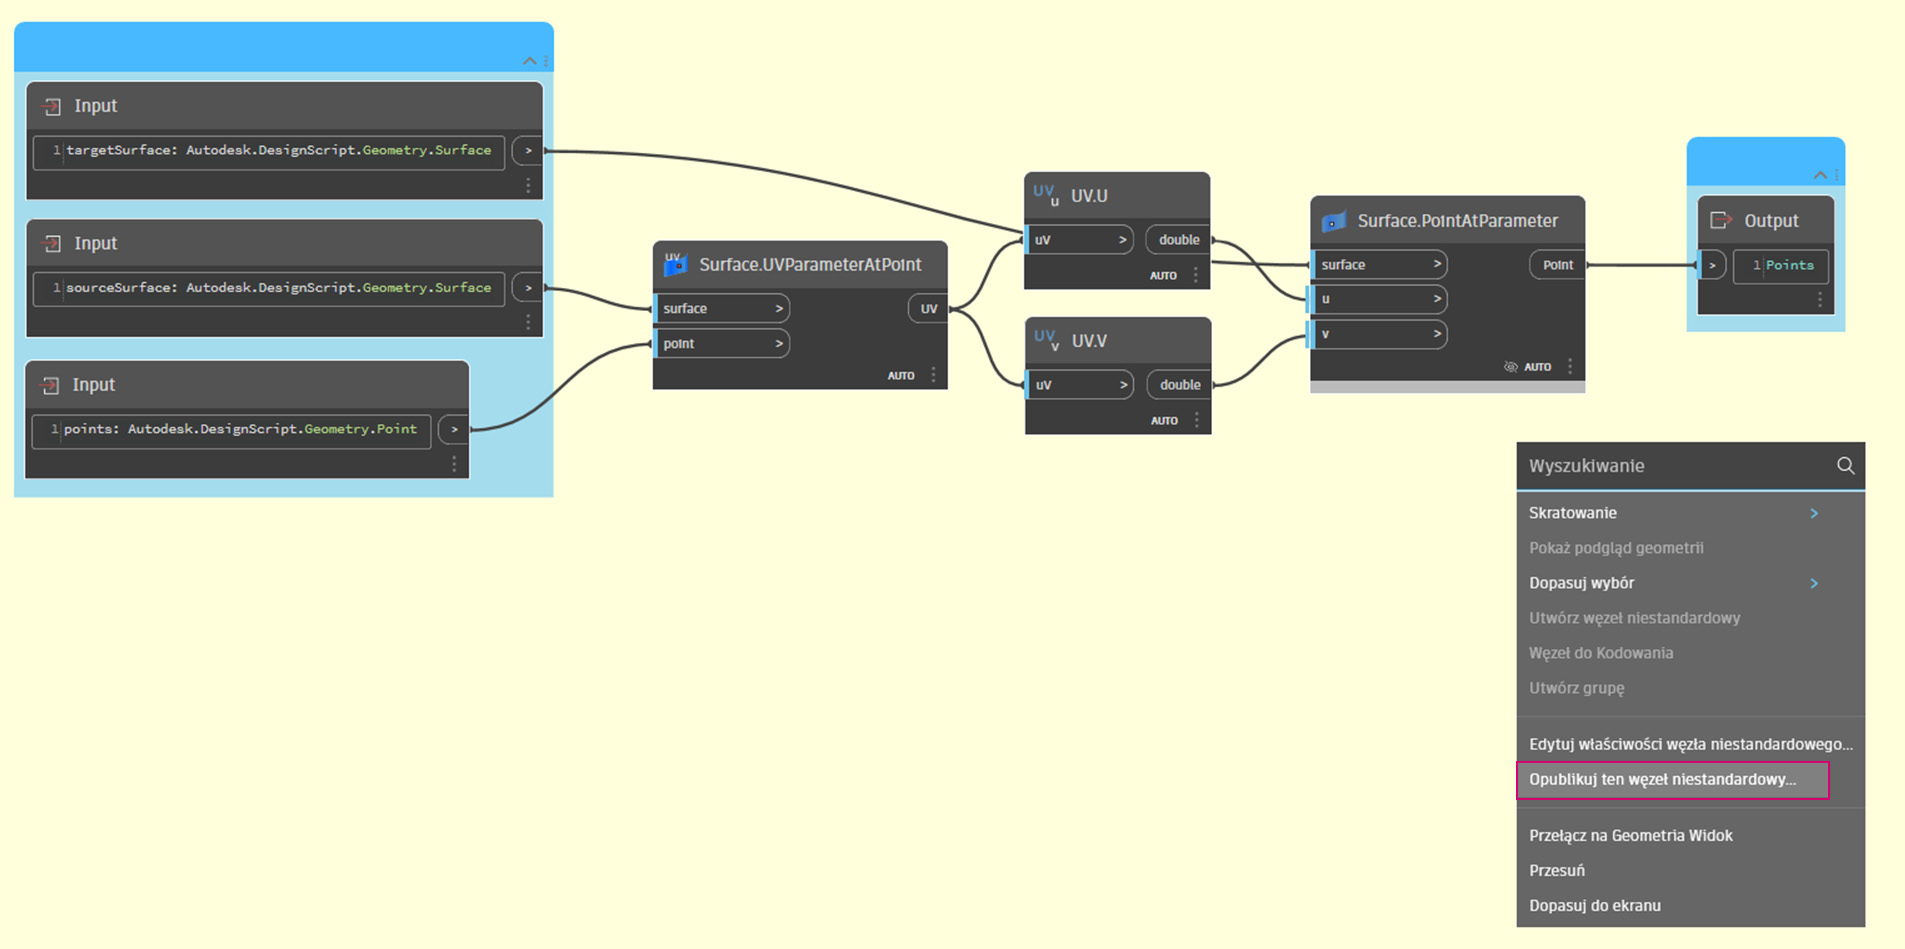 Input
1 targetSurface: Autodesk.DesignScript.Geometry.Surface >
Input
1 sourceSurface: Autodesk.DesignScript.Geometry.Surface >
Input
1 points: Autodesk.DesignScript.Geometry.Point >
UV Surface.UVParameterAtPoint
surface > UV
point >
AUTO
UV u UV.U
uV > double
AUTO
UV v UV.V
uV > double
AUTO
Surface.PointAtParameter
surface > Point
u >
v >
AUTO
Output
> 1 Points
Wyszukiwanie
Skratowanie >
Pokaż podgląd geometrii
Dopasuj wybór >
Utwórz węzeł niestandardowy
Węzeł do Kodowania
Utwórz grupę
Edytuj właściwości węzła niestandardowego...
Opublikuj ten węzeł niestandardowy...
Przełącz na Geometria Widok
Przesuń
Dopasuj do ekranu